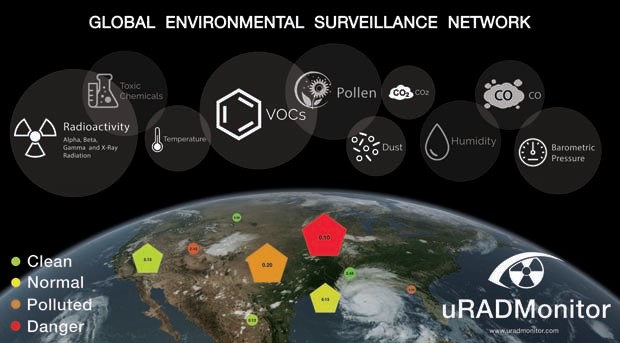 GLOBAL ENVIRONMENTAL SURVEILLANCE NETWORK
Toxic
Chemicals
Radioactivity
Alpha, Beta,
Gamma and X-Ray
Radiation
Temperature
VOCs
Pollen
CO2 CO2
Dust
Humidity
CO CO
Barometric
Pressure
Clean
Normal
Polluted
Danger
0.15
0.20
0.10
0.15
uRADMonitor
www.uradmonitor.com